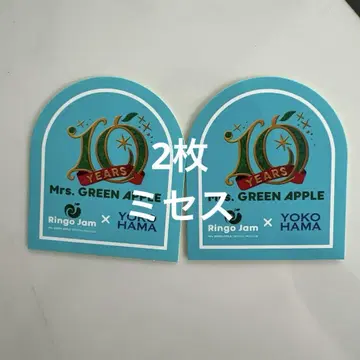 10
YEARS
Mrs. GREEN APPLE
Ringo Jam
×
YOKO
HAMA
10
YEARS
Mrs. GREEN APPLE
Ringo Jam
×
YOKO
HAMA
2枚
ミセス